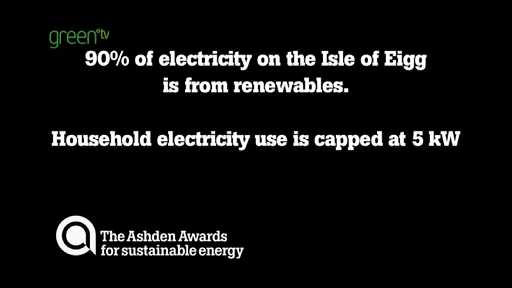 green.tv
90% of electricity on the Isle of Eigg
is from renewables.
Household electricity use is capped at 5 kW
The Ashden Awards
for sustainable energy